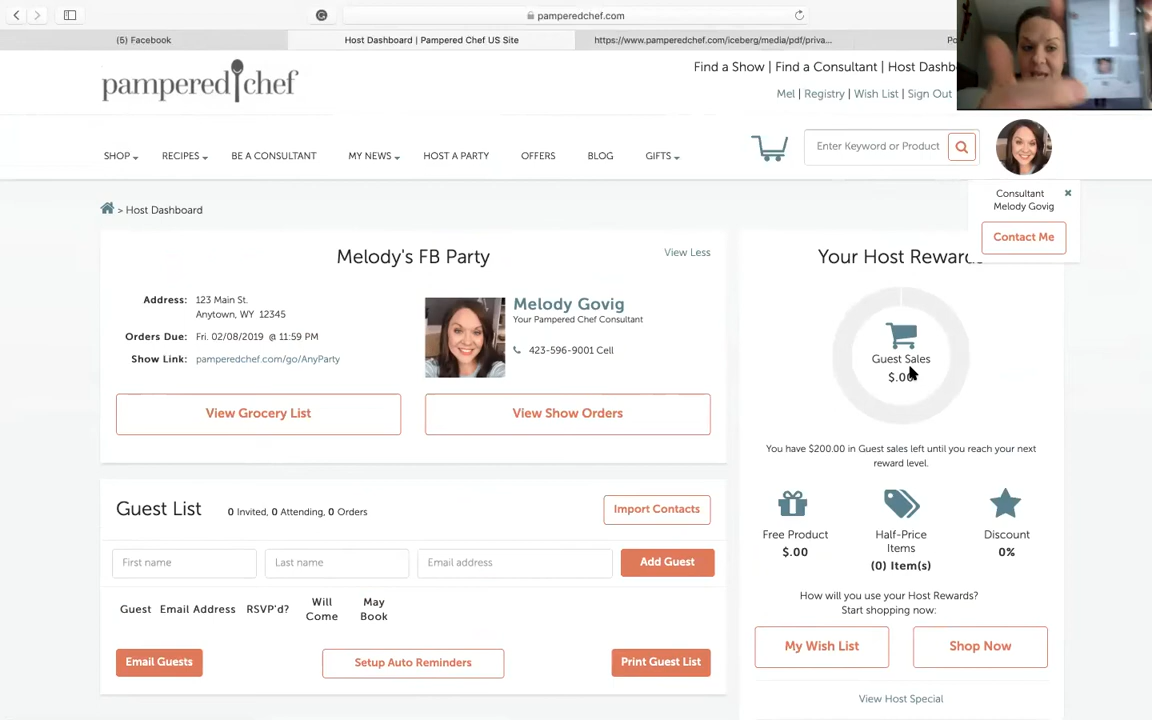 pamperedchef.com
(5) Facebook
Host Dashboard | Pampered Chef US Site
https://www.pamperedchef.com/iceberg/media/pdf/priva...
pampered chef
Find a Show | Find a Consultant | Host Dashb
Mel | Registry | Wish List | Sign Out
SHOP
RECIPES
BE A CONSULTANT
MY NEWS
HOST A PARTY
OFFERS
BLOG
GIFTS
Enter Keyword or Product
Consultant
Melody Govig
Contact Me
> Host Dashboard
Melody's FB Party
View Less
Address: 123 Main St.
Anytown, WY 12345
Orders Due: Fri. 02/08/2019 @ 11:59 PM
Show Link: pamperedchef.com/go/AnyParty
Melody Govig
Your Pampered Chef Consultant
423-596-9001 Cell
View Grocery List
View Show Orders
Guest List
0 Invited, 0 Attending, 0 Orders
Import Contacts
First name
Last name
Email address
Add Guest
Guest
Email Address
RSVP'd?
Will
Come
May
Book
Email Guests
Setup Auto Reminders
Print Guest List
Your Host Rewards
Guest Sales
$.00
You have $200.00 in Guest sales left until you reach your next
reward level.
Free Product
$.00
Half-Price
Items
(0) Item(s)
Discount
0%
How will you use your Host Rewards?
Start shopping now:
My Wish List
Shop Now
View Host Special